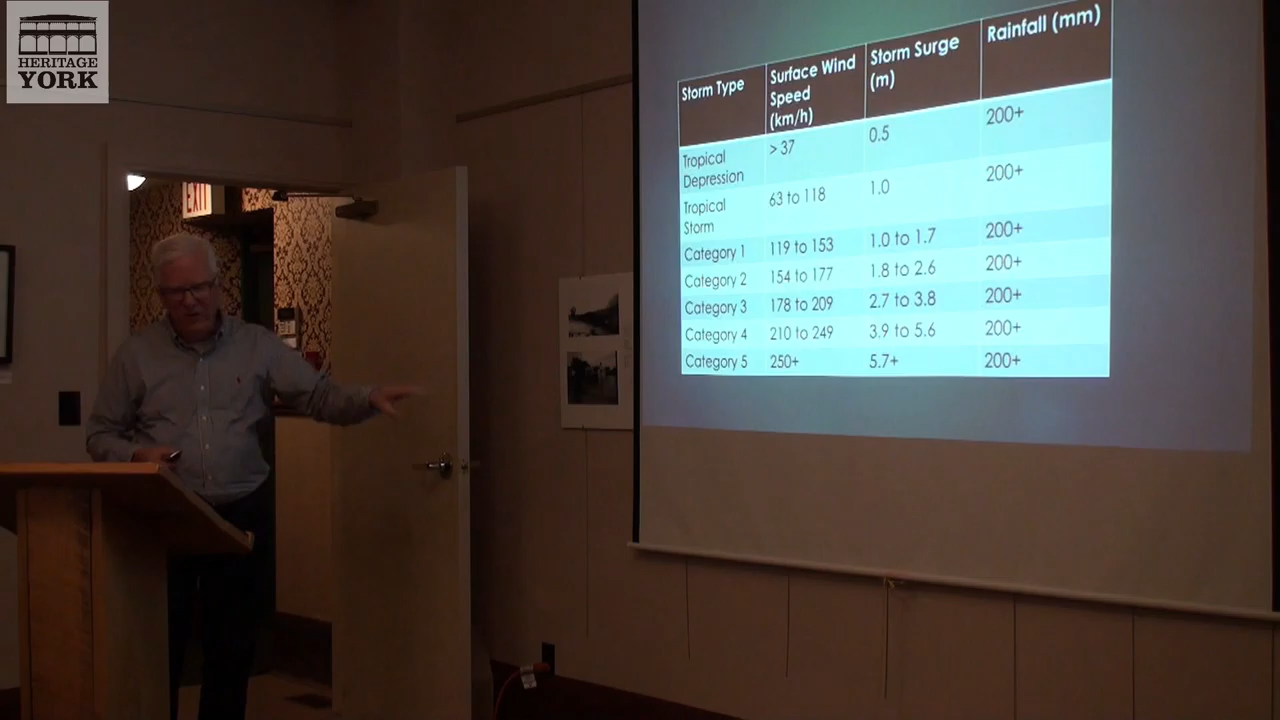 HERITAGE
YORK
EXIT
Storm Type
Surface Wind
Speed
(km/h)
Storm Surge
(m)
Rainfall (mm)
Tropical
Depression
> 37
0.5
200+
Tropical
Storm
63 to 118
1.0
200+
Category 1
119 to 153
1.0 to 1.7
200+
Category 2
154 to 177
1.8 to 2.6
200+
Category 3
178 to 209
2.7 to 3.8
200+
Category 4
210 to 249
3.9 to 5.6
200+
Category 5
250+
5.7+
200+